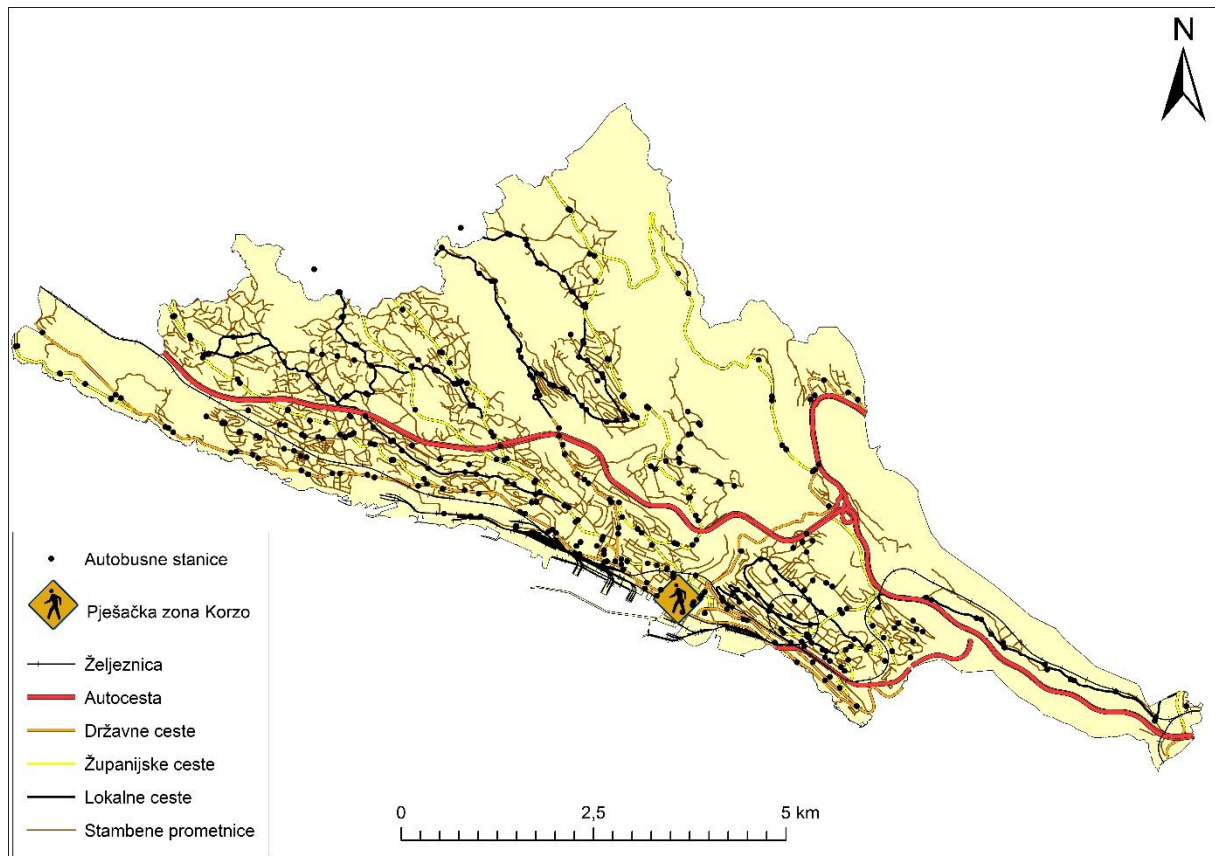 N
Autobusne stanice
Pješačka zona Korzo
Željeznica
Autocesta
Državne ceste
Županijske ceste
Lokalne ceste
Stambene prometnice
0 2,5 5 km